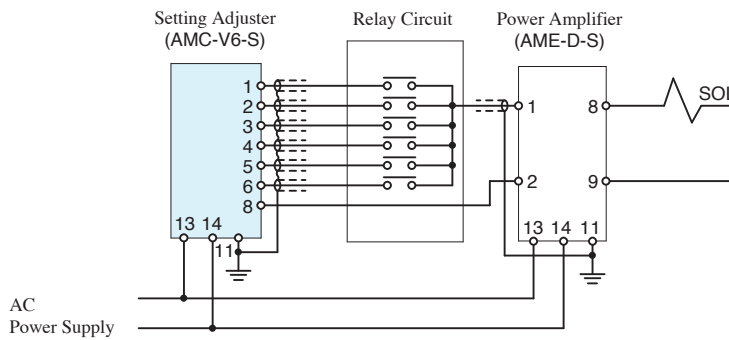 Setting Adjuster
(AMC-V6-S)
Relay Circuit
Power Amplifier
(AME-D-S)
1
2
3
4
5
6
8
13 14
11
1
2
8
9
13 14 11
SOL
AC
Power Supply